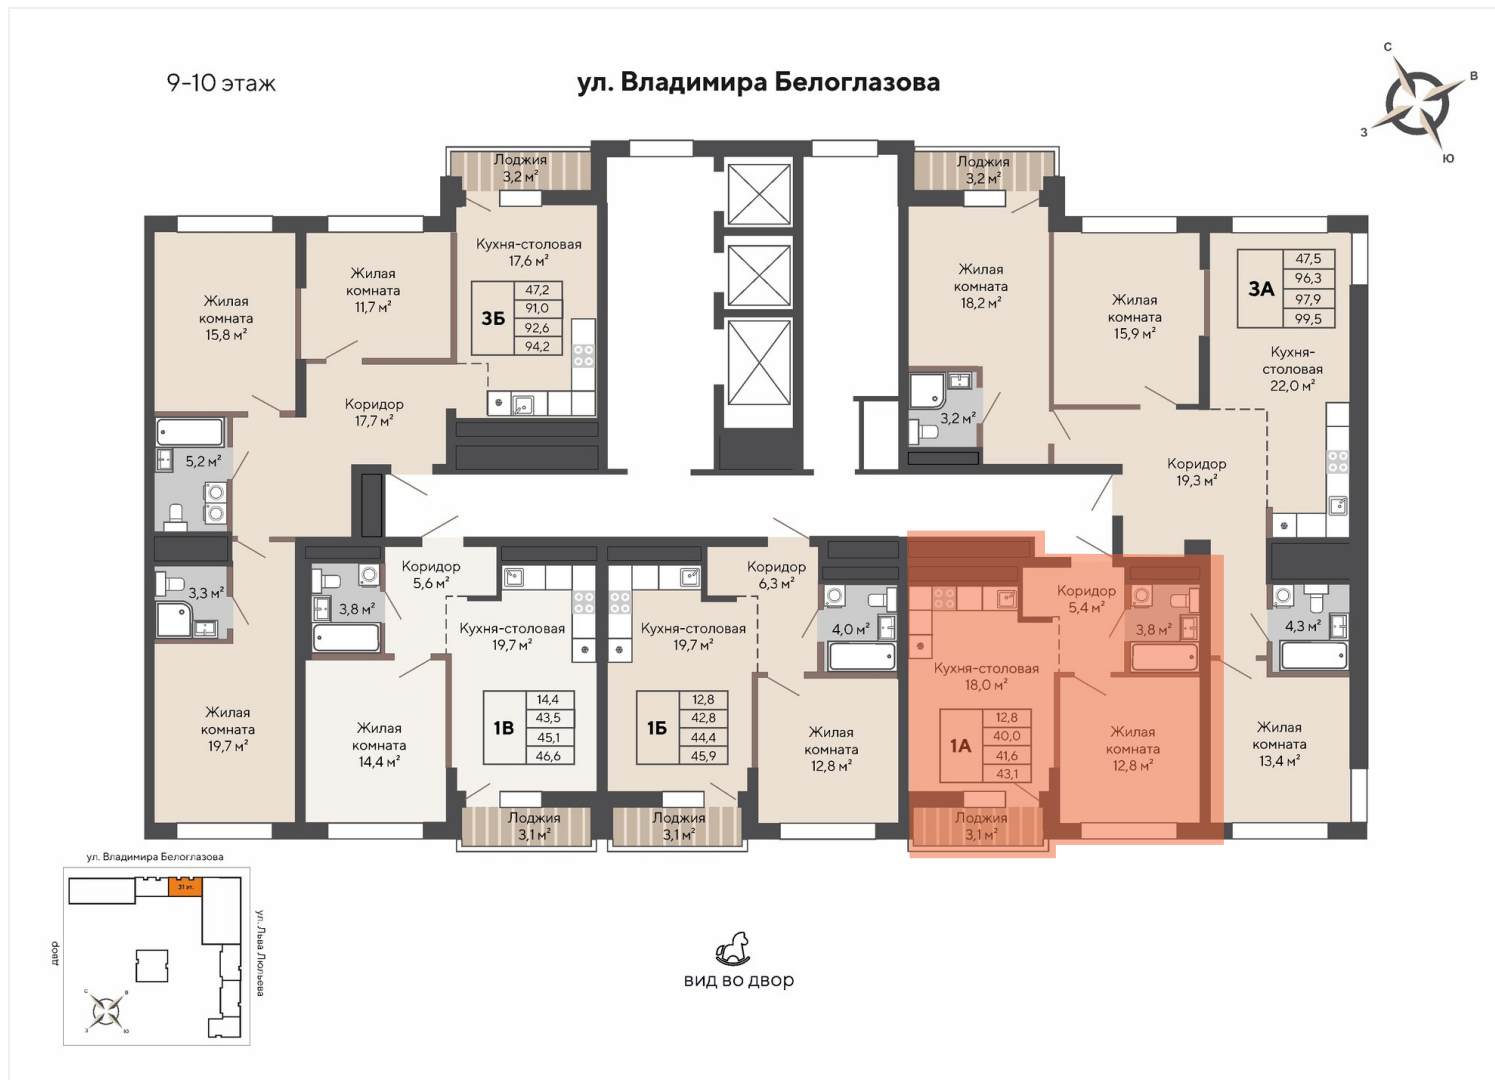 9-10 этаж
ул. Владимира Белоглазова
С
В
З
Ю
Лоджия
3,2 м²
Лоджия
3,2 м²
Жилая
комната
15,8 м²
Жилая
комната
11,7 м²
Кухня-столовая
17,6 м²
3Б
47,2
91,0
92,6
94,2
Жилая
комната
18,2 м²
Жилая
комната
15,9 м²
3А
47,5
96,3
97,9
99,5
Кухня-
столовая
22,0 м²
Коридор
17,7 м²
3,2 м²
5,2 м²
Коридор
19,3 м²
3,3 м²
3,8 м²
Коридор
5,6 м²
Кухня-столовая
19,7 м²
Кухня-столовая
19,7 м²
Коридор
6,3 м²
4,0 м²
Кухня-столовая
18,0 м²
Коридор
5,4 м²
3,8 м²
4,3 м²
Жилая
комната
19,7 м²
Жилая
комната
14,4 м²
1В
14,4
43,5
45,1
46,6
1Б
12,8
42,8
44,4
45,9
Жилая
комната
12,8 м²
1А
12,8
40,0
41,6
43,1
Жилая
комната
12,8 м²
Жилая
комната
13,4 м²
Лоджия
3,1 м²
Лоджия
3,1 м²
Лоджия
3,1 м²
ул. Владимира Белоглазова
31 эт.
двор
ул. Льва Люльева
С
В
З
Ю
вид во двор